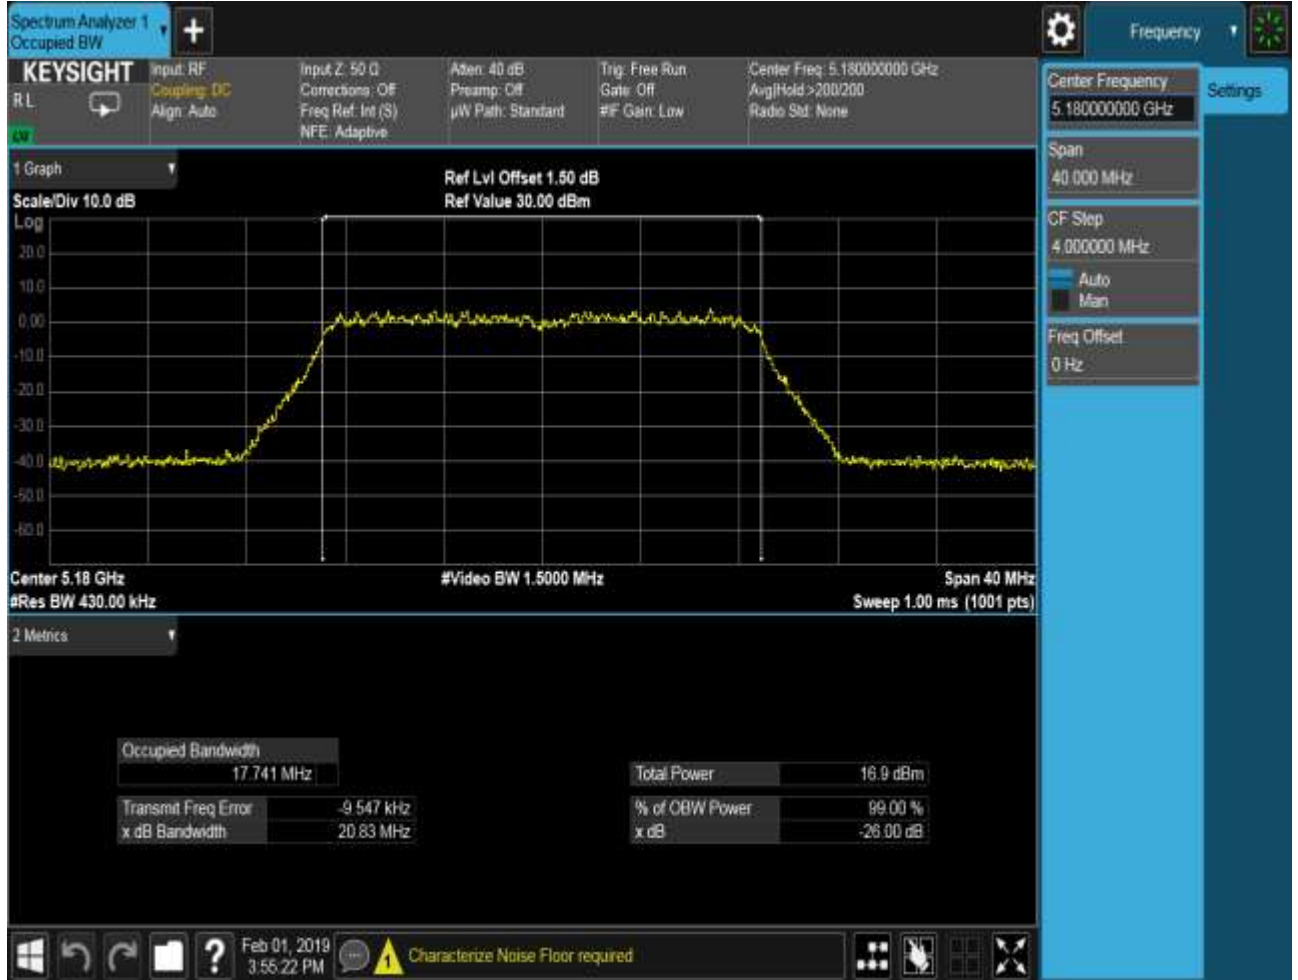 Spectrum Analyzer 1
Occupied BW
Frequency
KEYSIGHT
RL
Input: RF
Coupling: DC
Align: Auto
Input Z: 50 Ω
Corrections: Off
Freq Ref: Int (S)
NFE: Adaptive
Atten: 40 dB
Preamp: Off
µW Path: Standard
Trig: Free Run
Gate: Off
#IF Gain: Low
Center Freq: 5.180000000 GHz
Avg|Hold:>200/200
Radio Std: None
Center Frequency
5.180000000 GHz
Settings
Span
40.000 MHz
CF Step
4.000000 MHz
Auto
Man
Freq Offset
0 Hz
1 Graph
Scale/Div 10.0 dB
Ref Lvl Offset 1.50 dB
Ref Value 30.00 dBm
Log
20.0
10.0
0.00
-10.0
-20.0
-30.0
-40.0
-50.0
-60.0
Center 5.18 GHz
#Video BW 1.5000 MHz
Span 40 MHz
#Res BW 430.00 kHz
Sweep 1.00 ms (1001 pts)
2 Metrics
Occupied Bandwidth
17.741 MHz
Total Power 16.9 dBm
Transmit Freq Error -9.547 kHz
% of OBW Power 99.00 %
x dB Bandwidth 20.83 MHz
x dB -26.00 dB
?
Feb 01, 2019
3:55:22 PM
1
Characterize Noise Floor required